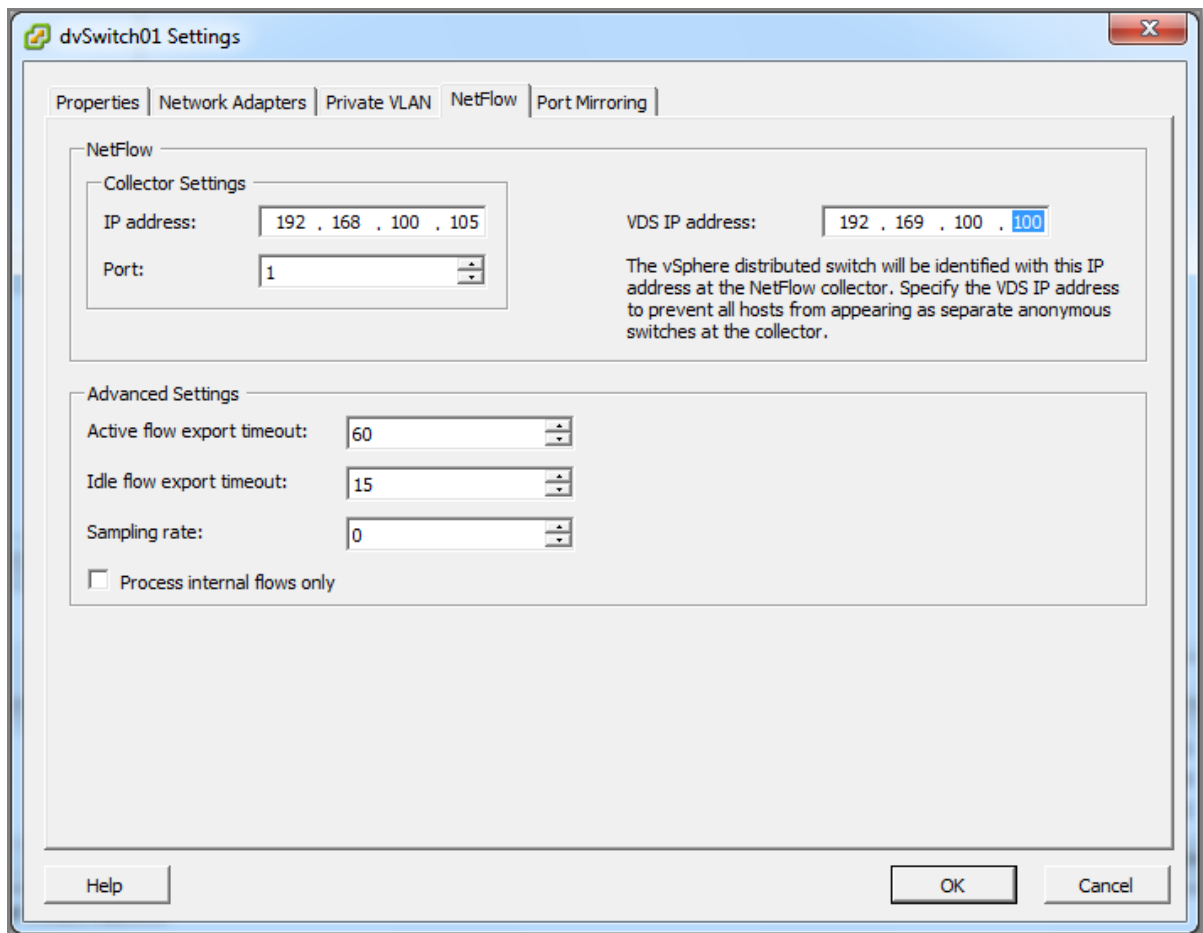 dvSwitch01 Settings
Properties Network Adapters Private VLAN NetFlow Port Mirroring
NetFlow
Collector Settings
IP address: 192 . 168 . 100 . 105
Port: 1
VDS IP address: 192 . 169 . 100 . 100
The vSphere distributed switch will be identified with this IP
address at the NetFlow collector. Specify the VDS IP address
to prevent all hosts from appearing as separate anonymous
switches at the collector.
Advanced Settings
Active flow export timeout: 60
Idle flow export timeout: 15
Sampling rate: 0
Process internal flows only
Help OK Cancel